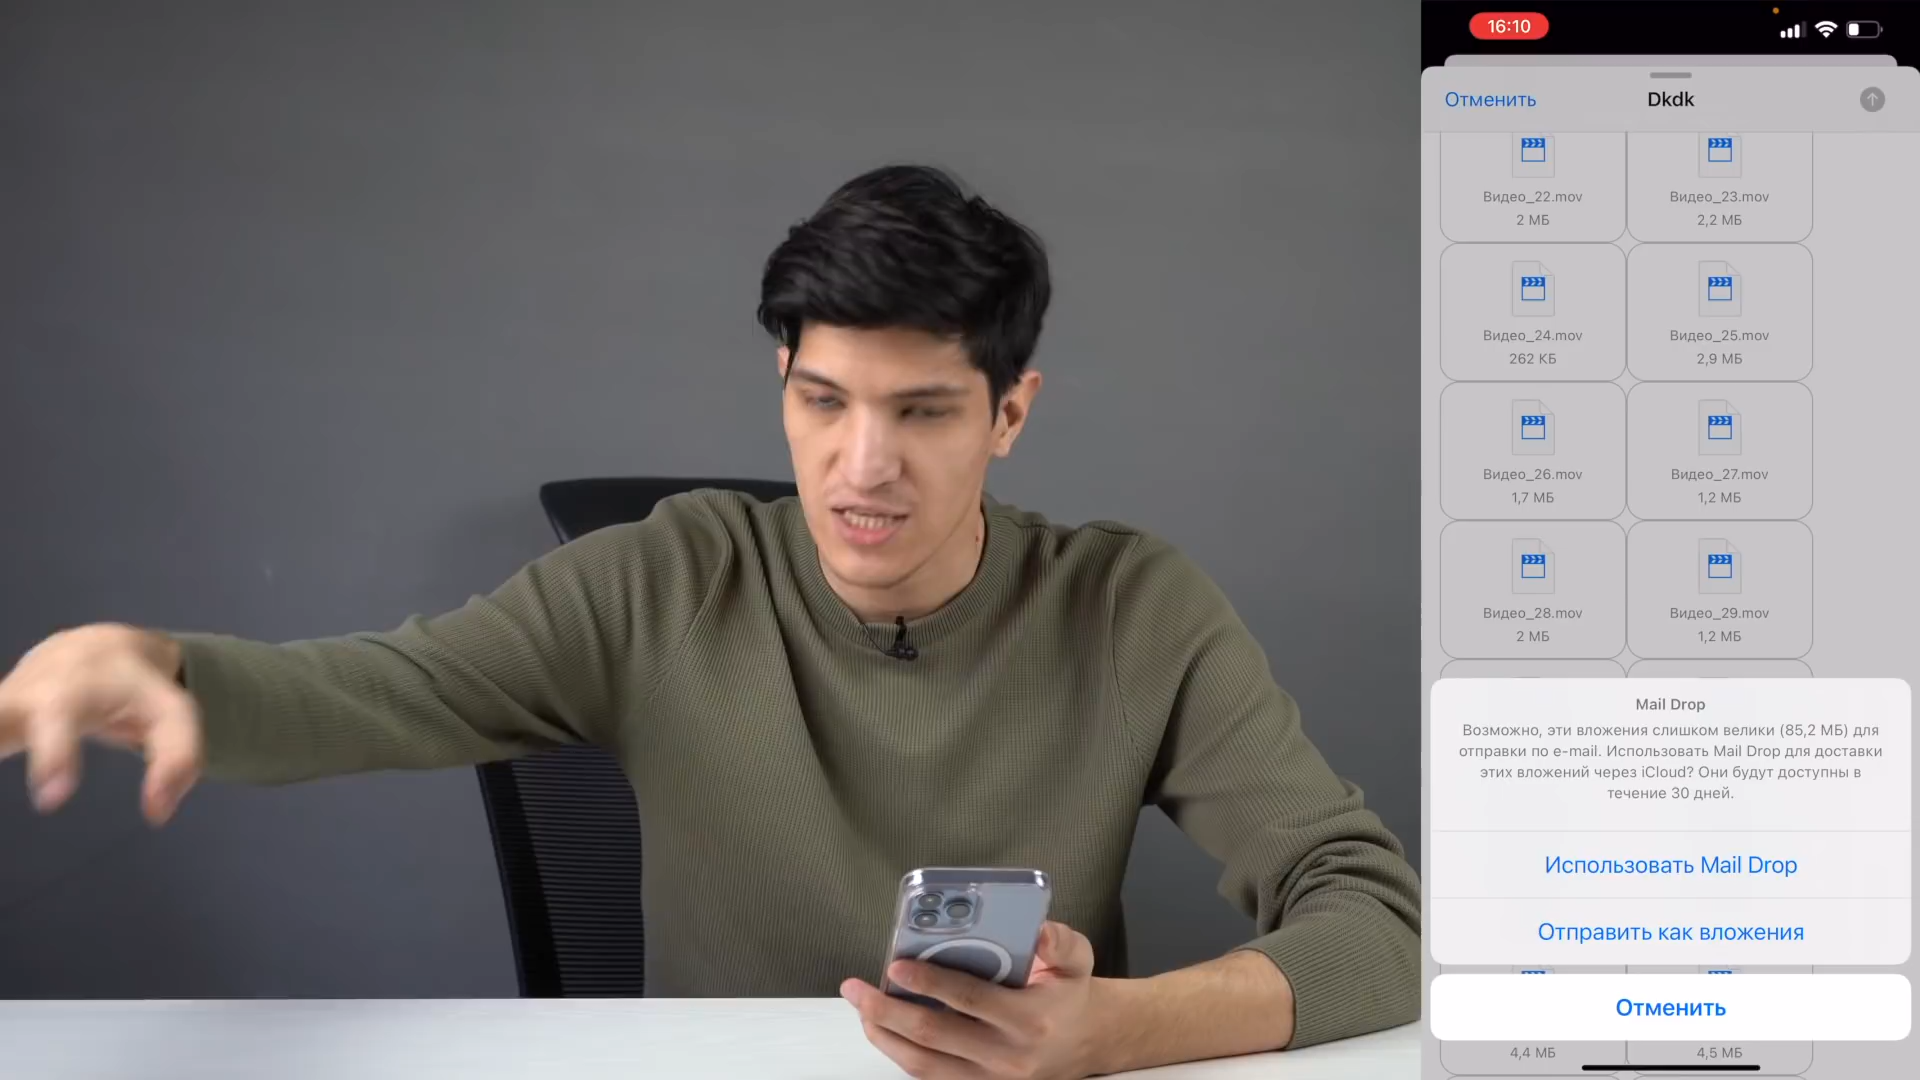 16:10
Отменить
Dkdk
Видео_22.mov
Видео_23.mov
2 МБ
2,2 МБ
Видео_24.mov
Видео_25.mov
262 КБ
2,9 МБ
Видео_26.mov
Видео_27.mov
1,7 МБ
1,2 МБ
Видео_28.mov
Видео_29.mov
2 МБ
1,2 МБ
Mail Drop
Возможно, эти вложения слишком велики (85,2 МБ) для
отправки по e-mail. Использовать Mail Drop для доставки
этих вложений через iCloud? Они будут доступны в
течение 30 дней.
Использовать Mail Drop
Отправить как вложения
Отменить
4,4 МБ
4,5 МБ